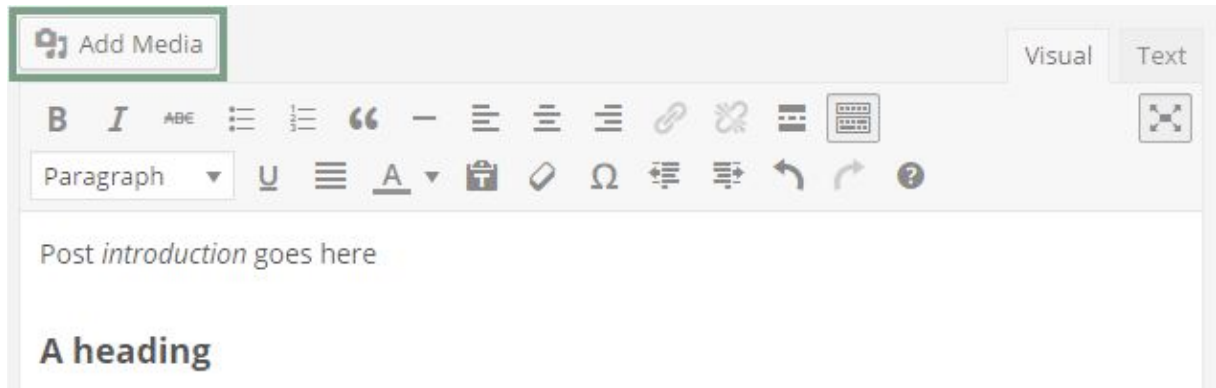 Add Media
Visual Text
B I ABC
Paragraph U A T Ω ?
Post introduction goes here
A heading